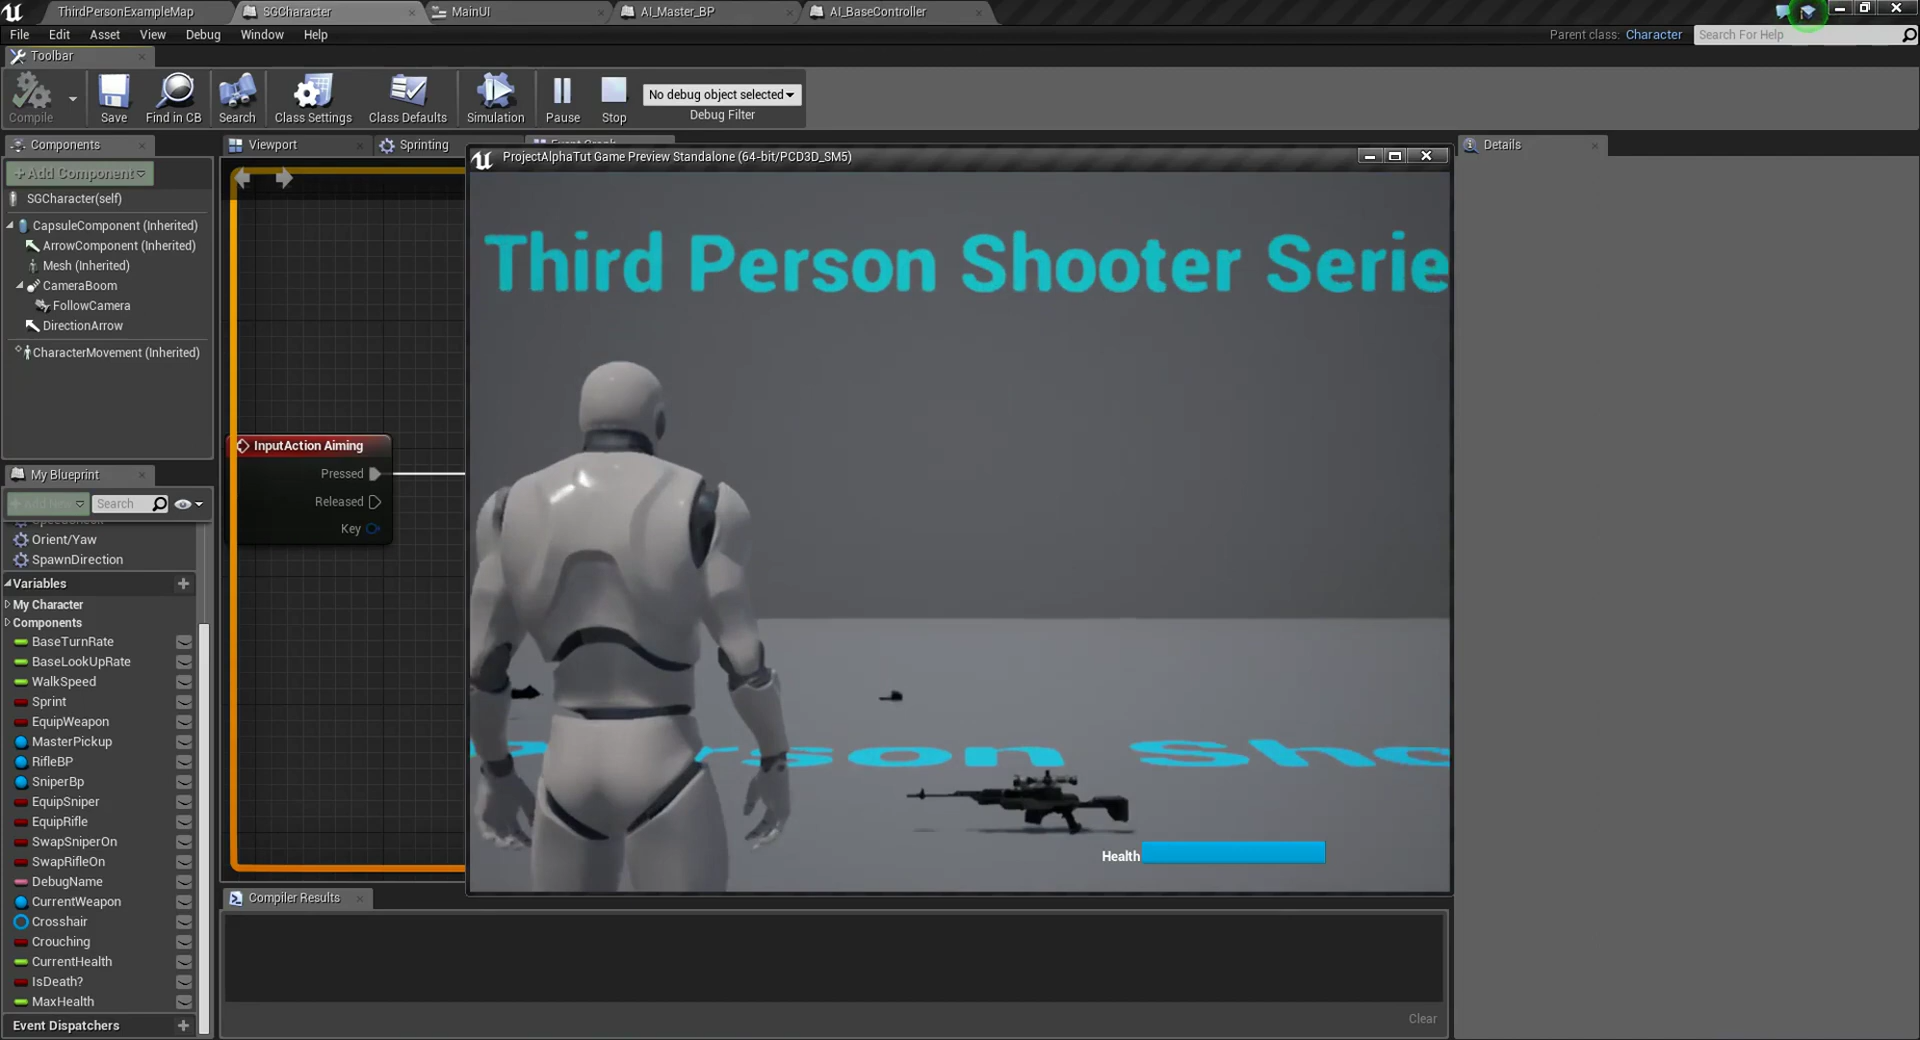 ThirdPersonExampleMap
SGCharacter
MainUI
AI_Master_BP
AI_BaseController
File Edit Asset View Debug Window Help
Parent class: Character
Search For Help
Toolbar
Compile
Save
Find in CB
Search
Class Settings
Class Defaults
Simulation
Pause
Stop
No debug object selected
Debug Filter
Components
+Add Component
SGCharacter(self)
CapsuleComponent (Inherited)
ArrowComponent (Inherited)
Mesh (Inherited)
CameraBoom
FollowCamera
DirectionArrow
CharacterMovement (Inherited)
My Blueprint
+Add New
Search
Orient/Yaw
SpawnDirection
Variables
My Character
Components
BaseTurnRate
BaseLookUpRate
WalkSpeed
Sprint
EquipWeapon
MasterPickup
RifleBP
SniperBp
EquipSniper
EquipRifle
SwapSniperOn
SwapRifleOn
DebugName
CurrentWeapon
Crosshair
Crouching
CurrentHealth
IsDeath?
MaxHealth
Event Dispatchers
Viewport
Sprinting
InputAction Aiming
Pressed
Released
Key
ProjectAlphaTut Game Preview Standalone (64-bit/PCD3D_SM5)
Third Person Shooter Serie
erson Sho
Health
Compiler Results
Clear
Details